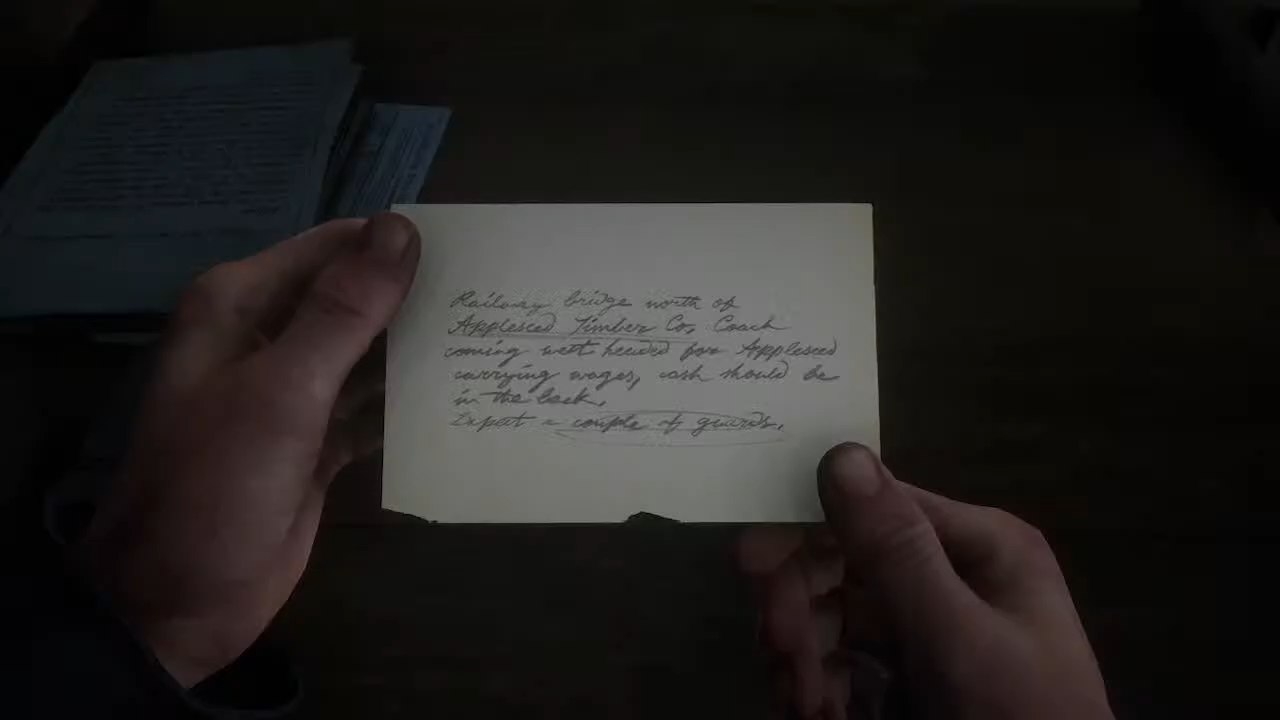 Railway bridge north of
Appleseed Timber Co, Coach
coming west headed for Appleseed
carrying wages, cash should be
in the back.
Expect a couple of guards.